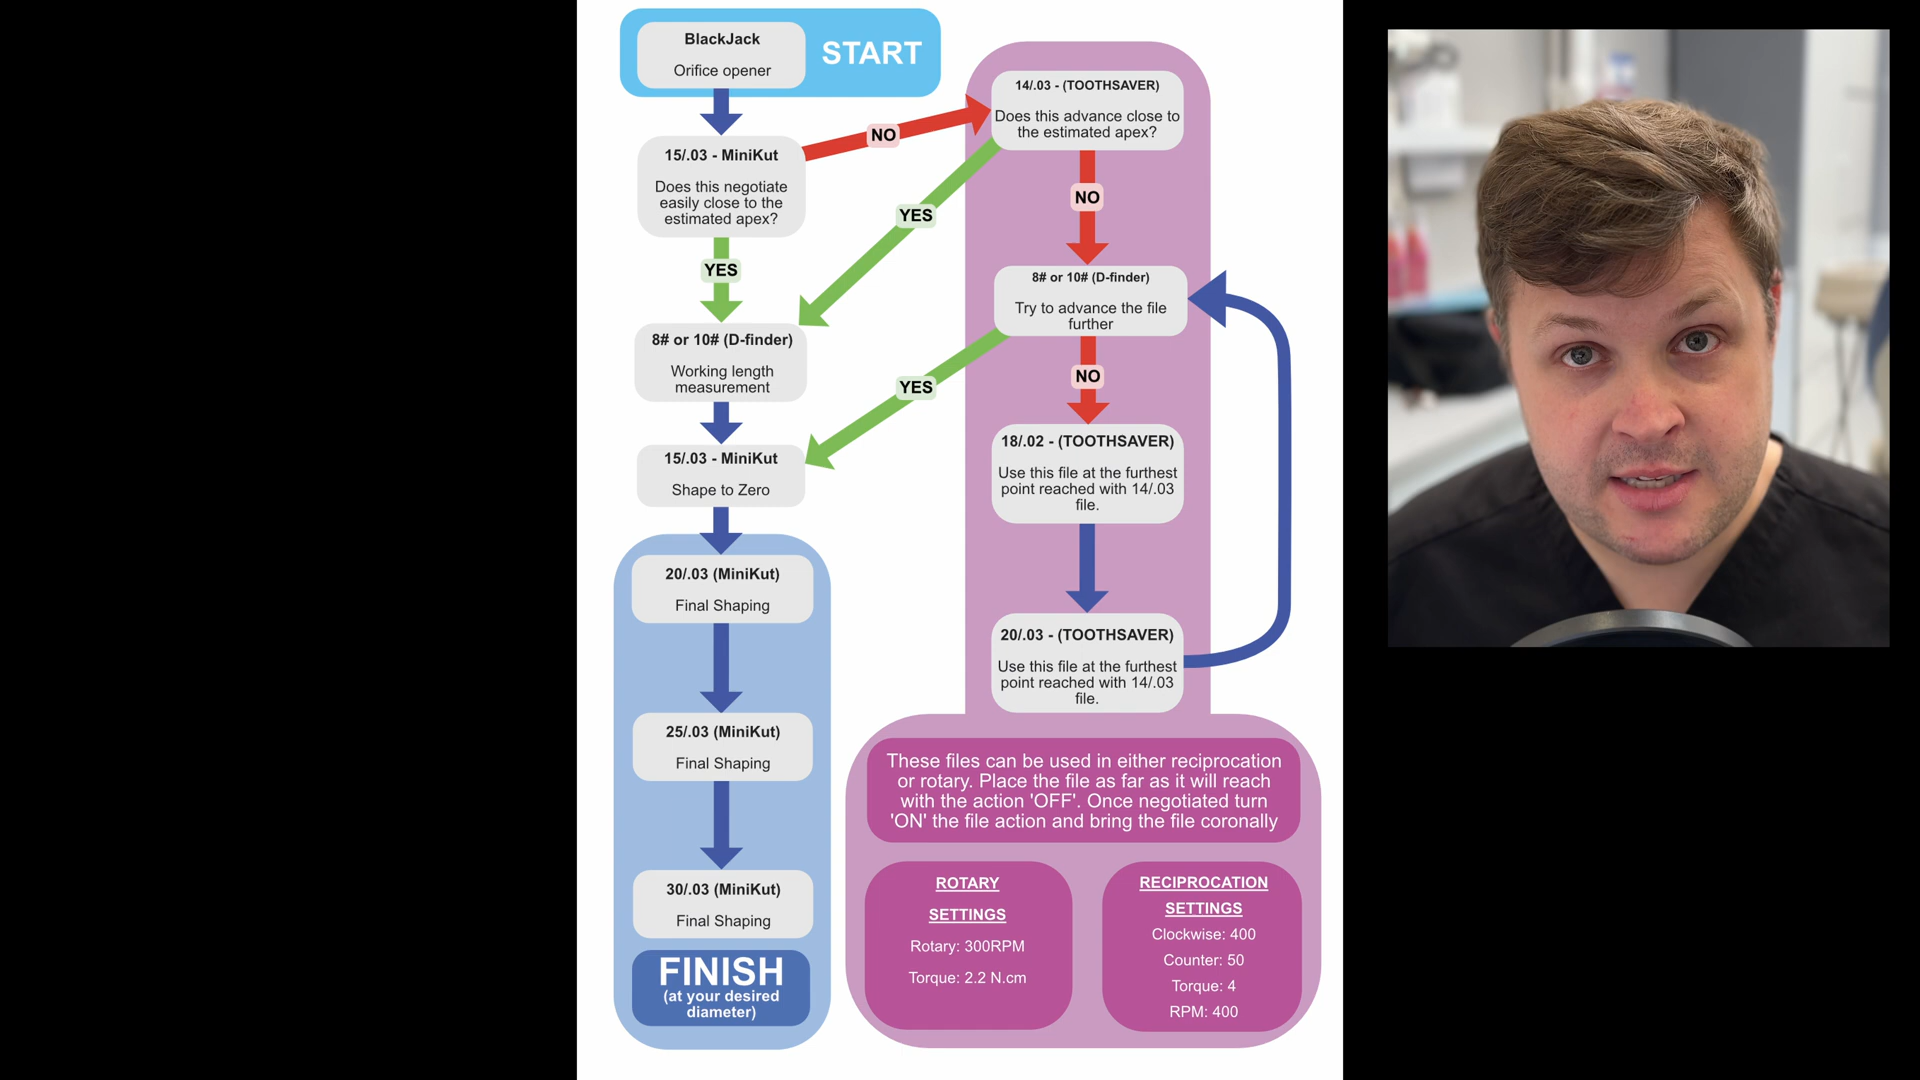 BlackJack
Orifice opener
START
15/.03 - MiniKut
Does this negotiate
easily close to the
estimated apex?
NO
14/.03 - (TOOTHSAVER)
Does this advance close to
the estimated apex?
YES
NO
YES
8# or 10# (D-finder)
Try to advance the file
further
8# or 10# (D-finder)
Working length
measurement
YES
NO
15/.03 - MiniKut
Shape to Zero
18/.02 - (TOOTHSAVER)
Use this file at the furthest
point reached with 14/.03
file.
20/.03 (MiniKut)
Final Shaping
20/.03 - (TOOTHSAVER)
Use this file at the furthest
point reached with 14/.03
file.
25/.03 (MiniKut)
Final Shaping
30/.03 (MiniKut)
Final Shaping
FINISH
(at your desired
diameter)
These files can be used in either reciprocation
or rotary. Place the file as far as it will reach
with the action 'OFF'. Once negotiated turn
'ON' the file action and bring the file coronally
ROTARY
SETTINGS
Rotary: 300RPM
Torque: 2.2 N.cm
RECIPROCATION
SETTINGS
Clockwise: 400
Counter: 50
Torque: 4
RPM: 400